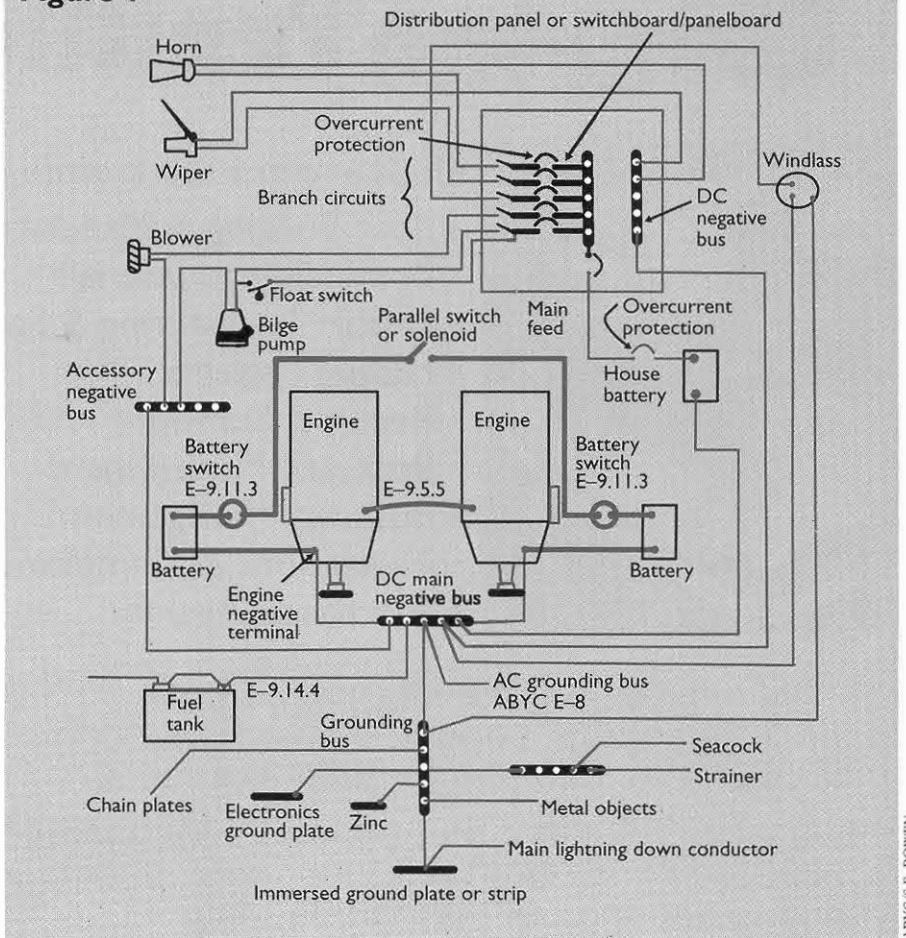 Distribution panel or switchboard/panelboard
Horn
Overcurrent
protection
Wiper
Windlass
Branch circuits
DC
negative
bus
Blower
Float switch
Bilge
pump
Parallel switch
or solenoid
Main
feed
Overcurrent
protection
House
battery
Accessory
negative
bus
Engine
Engine
Battery
switch
E–9.11.3
E–9.5.5
Battery
switch
E–9.11.3
Battery
Engine
negative
terminal
DC main
negative bus
Battery
E–9.14.4
Fuel
tank
AC grounding bus
ABYC E–8
Grounding
bus
Seacock
Strainer
Chain plates
Electronics
ground plate
Zinc
Metal objects
Main lightning down conductor
Immersed ground plate or strip